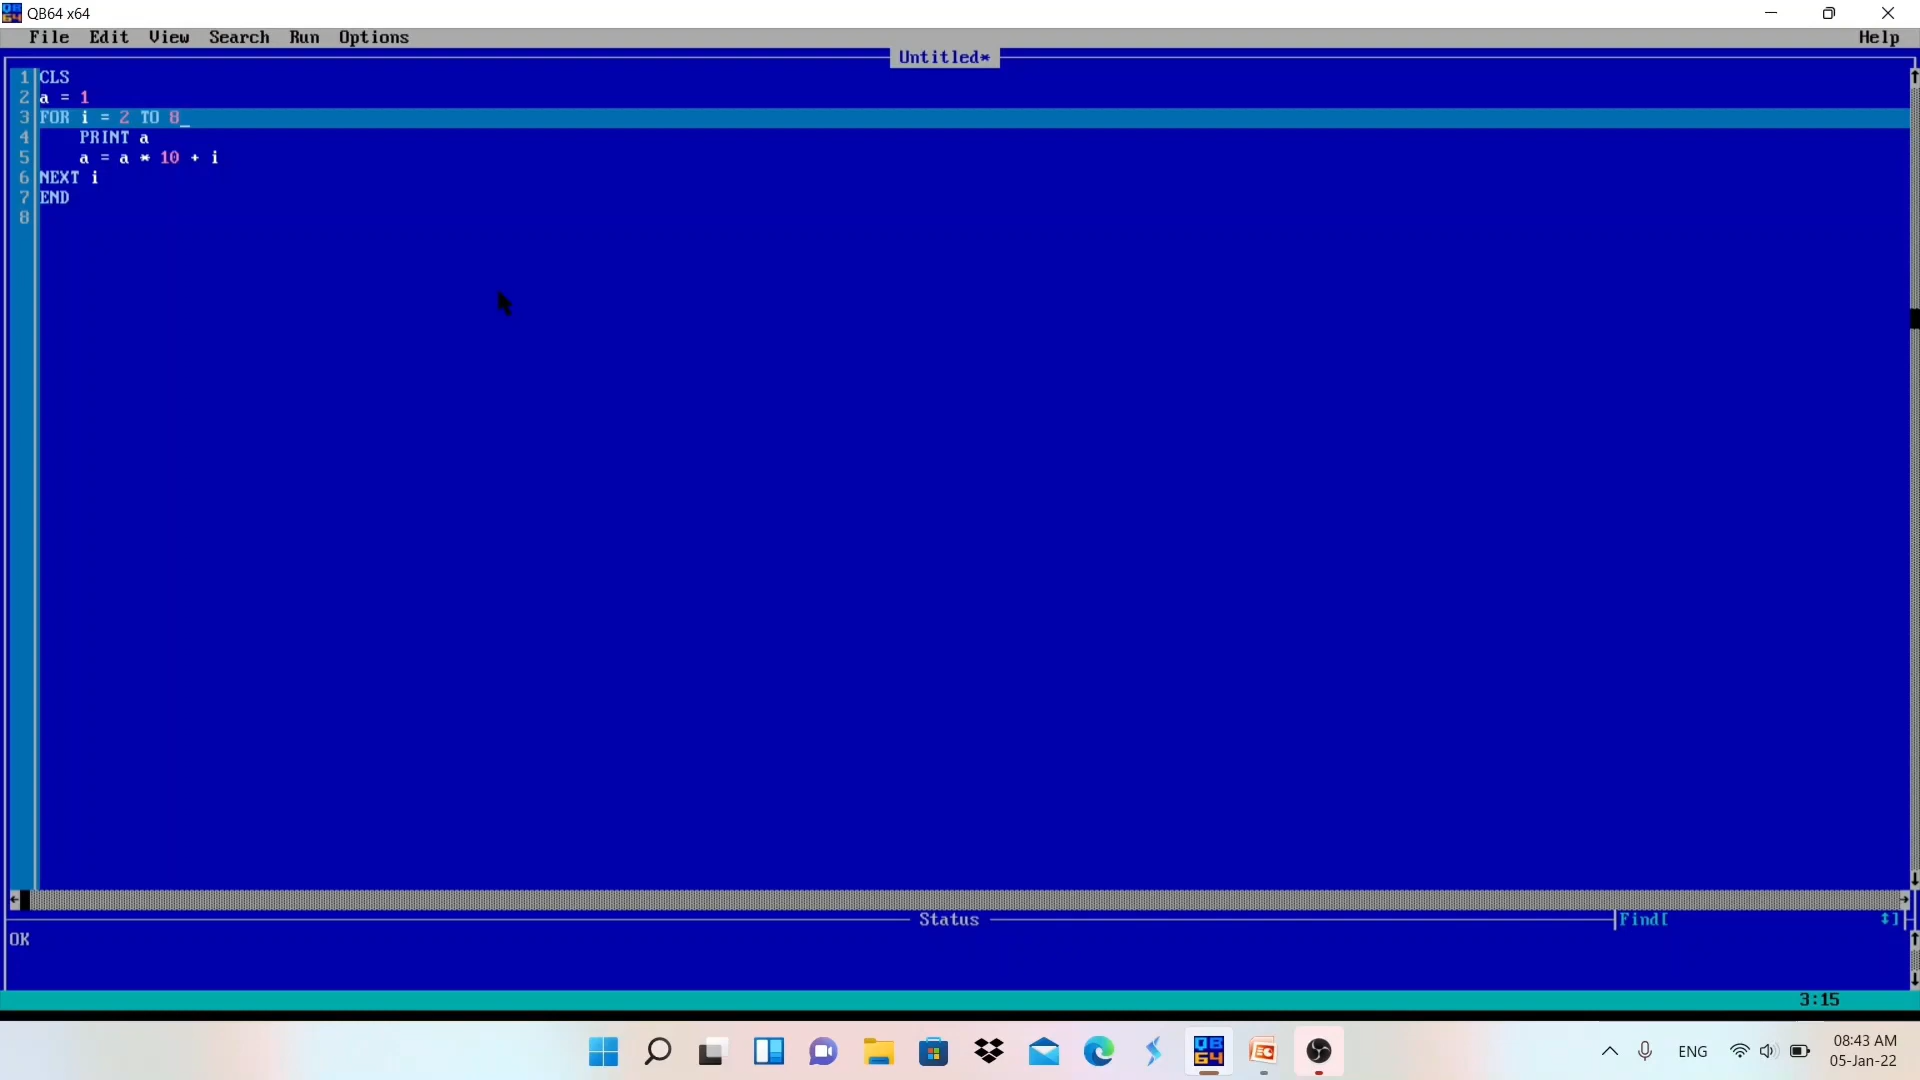 QB64 x64
File Edit View Search Run Options Help
Untitled*
1 CLS
2 a = 1
3 FOR i = 2 TO 8_
4 PRINT a
5 a = a * 10 + i
6 NEXT i
7 END
8
Status
Find[ ↕]
OK
3:15
QB64
ENG
08:43 AM
05-Jan-22